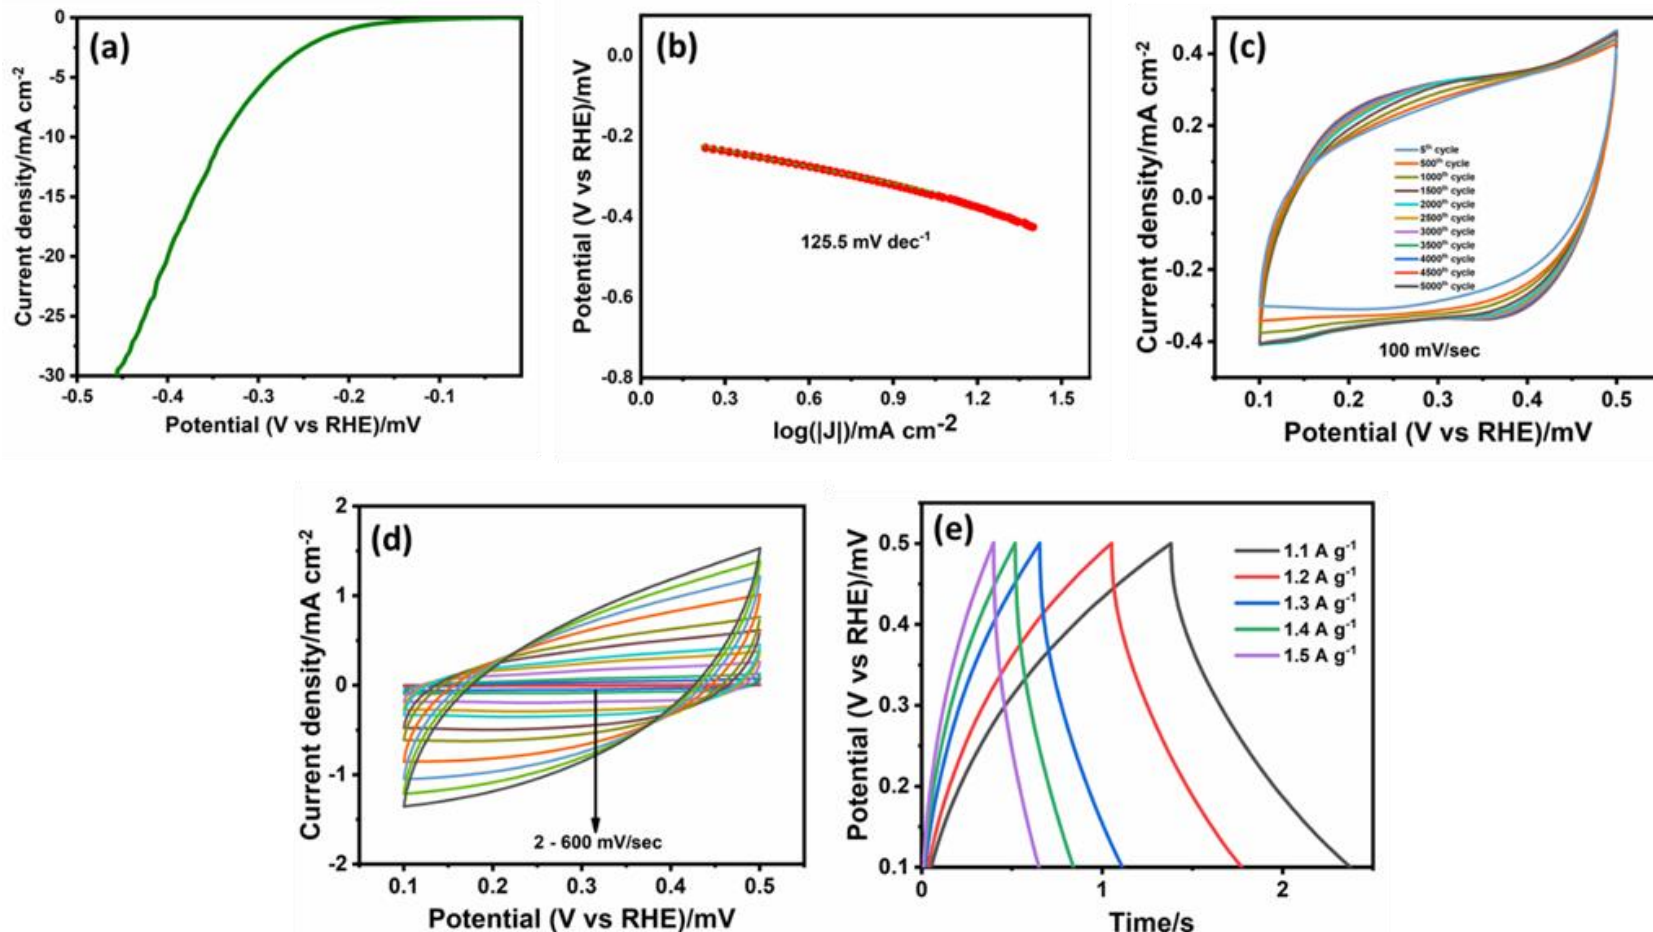 (a)
Current density/mA cm-2
0
-5
-10
-15
-20
-25
-30
-0.5
-0.4
-0.3
-0.2
-0.1
Potential (V vs RHE)/mV
(b)
Potential (V vs RHE)/mV
0.0
-0.2
-0.4
-0.6
-0.8
125.5 mV dec-1
0.0
0.3
0.6
0.9
1.2
1.5
log(|J|)/mA cm-2
(c)
Current density/mA cm-2
0.4
0.2
0.0
-0.2
-0.4
5th cycle
500th cycle
1000th cycle
1500th cycle
2000th cycle
2500th cycle
3000th cycle
3500th cycle
4000th cycle
4500th cycle
5000th cycle
100 mV/sec
0.1
0.2
0.3
0.4
0.5
Potential (V vs RHE)/mV
(d)
Current density/mA cm-2
2
1
0
-1
-2
2 - 600 mV/sec
0.1
0.2
0.3
0.4
0.5
Potential (V vs RHE)/mV
(e)
Potential (V vs RHE)/mV
0.5
0.4
0.3
0.2
0.1
1.1 A g-1
1.2 A g-1
1.3 A g-1
1.4 A g-1
1.5 A g-1
0
1
2
Time/s